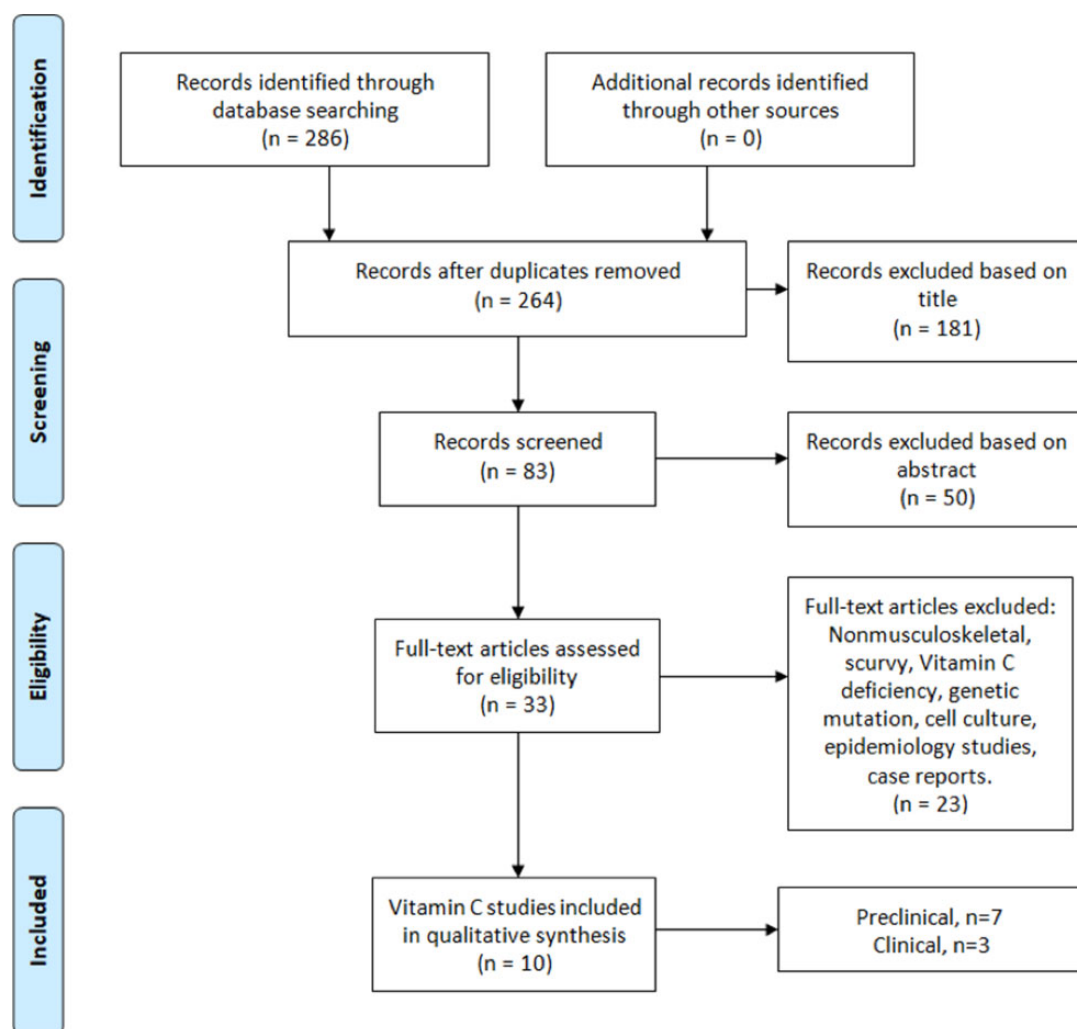 Identification
Records identified through
database searching
(n = 286)
Additional records identified
through other sources
(n = 0)
Records after duplicates removed
(n = 264)
Records excluded based on
title
(n = 181)
Screening
Records screened
(n = 83)
Records excluded based on
abstract
(n = 50)
Eligibility
Full-text articles assessed
for eligibility
(n = 33)
Full-text articles excluded:
Nonmusculoskeletal,
scurvy, Vitamin C
deficiency, genetic
mutation, cell culture,
epidemiology studies,
case reports.
(n = 23)
Included
Vitamin C studies included
in qualitative synthesis
(n = 10)
Preclinical, n=7
Clinical, n=3